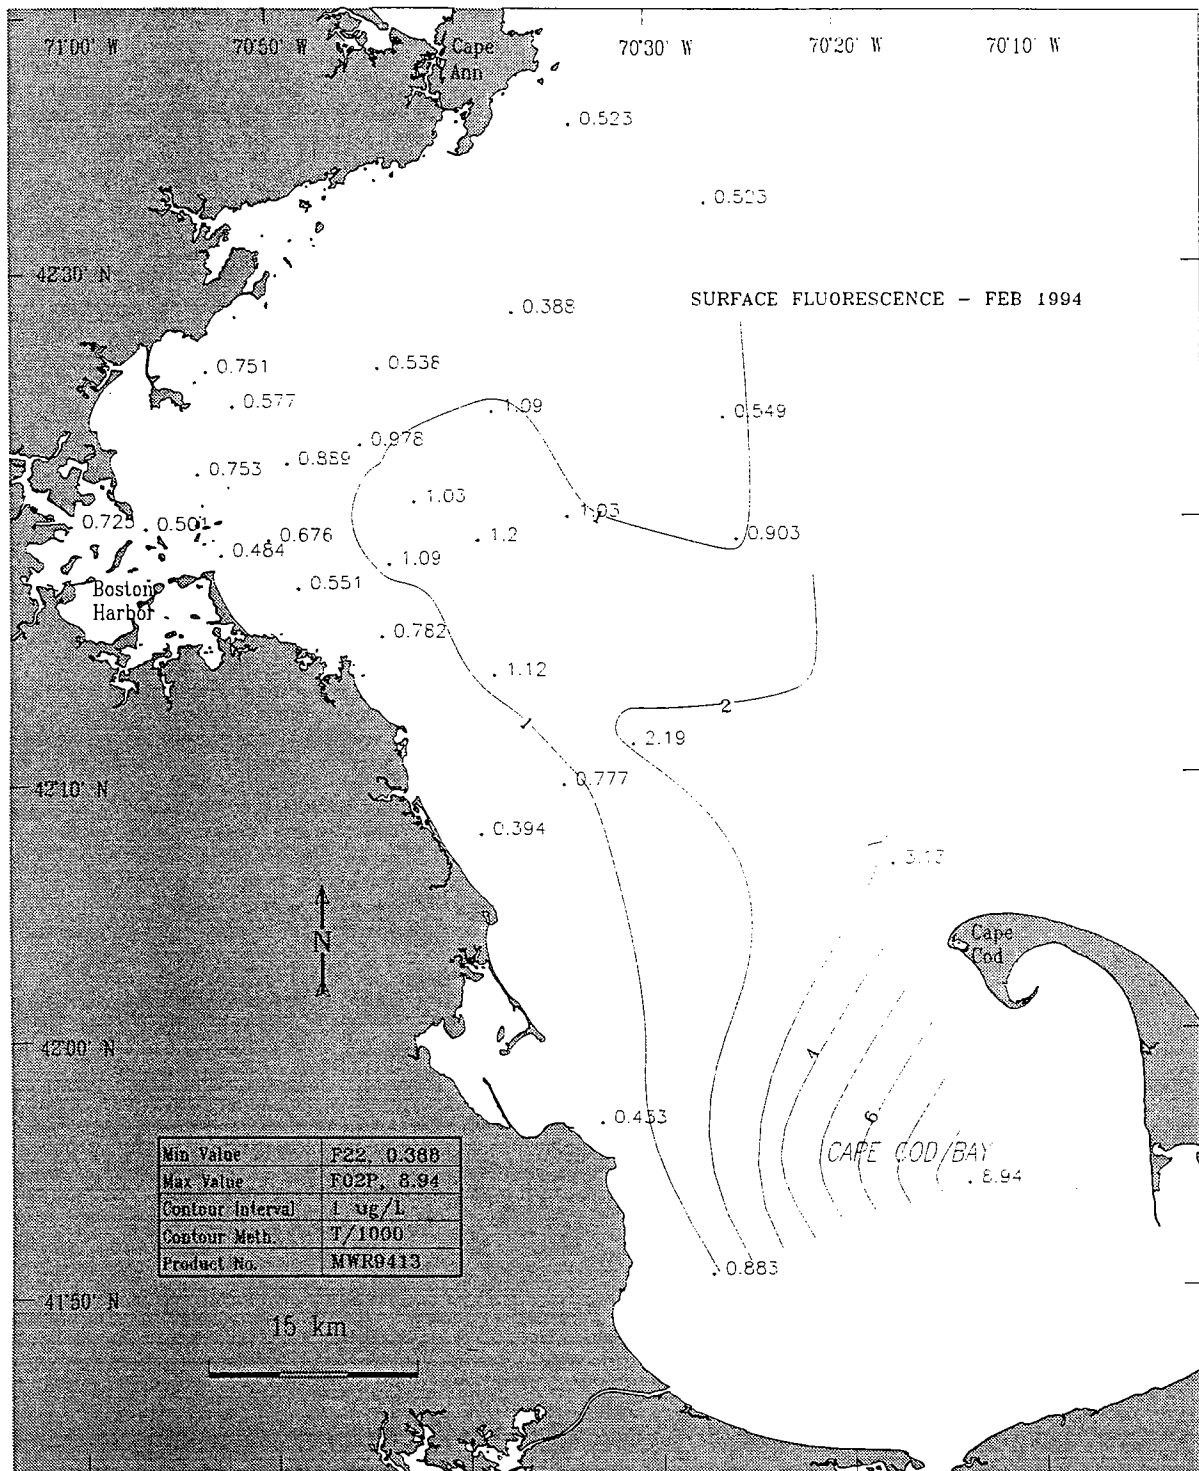 71°00' W 70°50' W 70°30' W 70°20' W 70°10' W
Cape
Ann
0.523
0.523
42°30' N
SURFACE FLUORESCENCE - FEB 1994
0.388
0.751
0.538
0.577
1.09
0.549
0.978
0.889
0.753
1.03
1.03
1
0.725
0.501
0.676
1.2
0.903
0.484
1.09
0.551
Boston
Harbor
0.782
1.12
1
2
2.19
0.777
42°10' N
0.394
N
Cape
Cod
42°00' N
4
6
CAPE COD BAY
8.94
Min Value F22, 0.388
Max Value F02P, 8.94
Contour Interval 1 ug/L
Contour Meth. T/1000
Product No. MWR9413
0.883
41°50' N
15 km